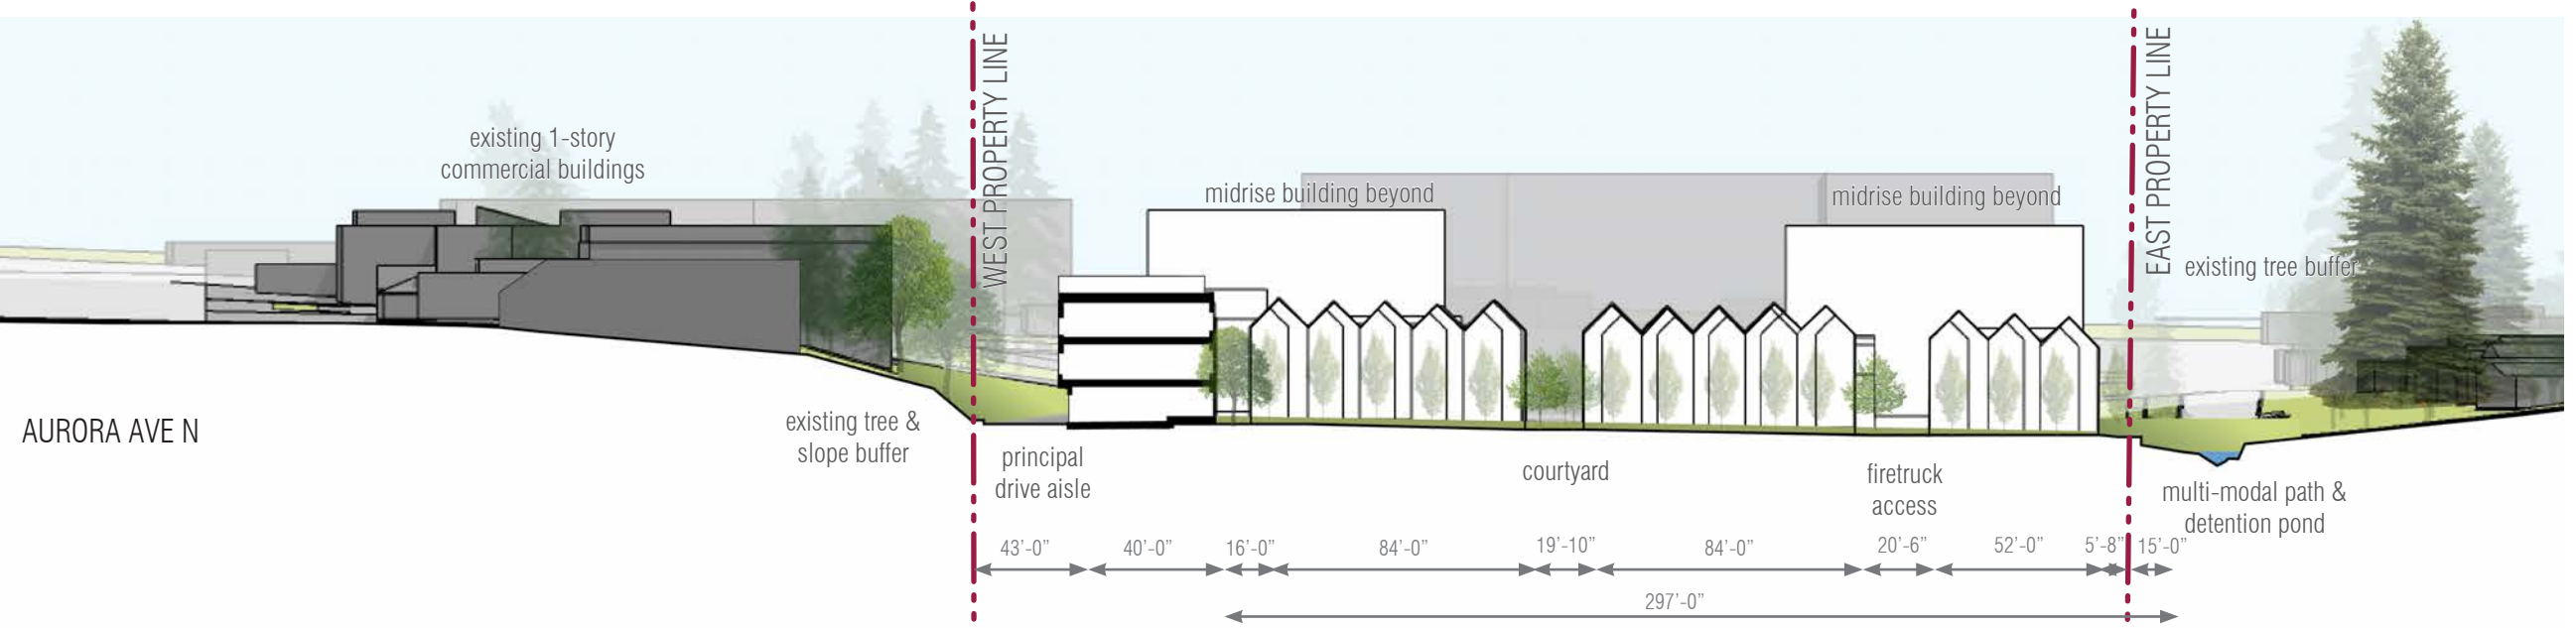 WEST PROPERTY LINE
EAST PROPERTY LINE
existing 1-story
commercial buildings
midrise building beyond
midrise building beyond
existing tree buffer
AURORA AVE N
existing tree &
slope buffer
principal
drive aisle
courtyard
firetruck
access
multi-modal path &
detention pond
43'-0" 40'-0" 16'-0" 84'-0" 19'-10" 84'-0" 20'-6" 52'-0" 5'-8" 15'-0"
297'-0"